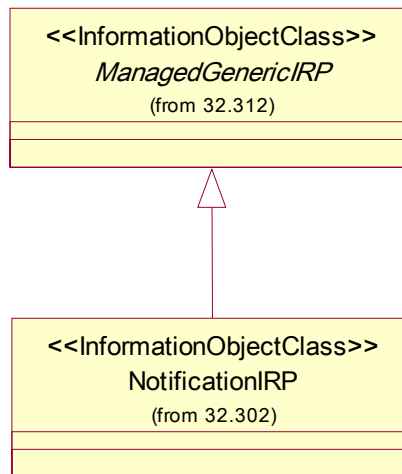 <<InformationObjectClass>>
ManagedGenericIRP
(from 32.312)
<<InformationObjectClass>>
NotificationIRP
(from 32.302)